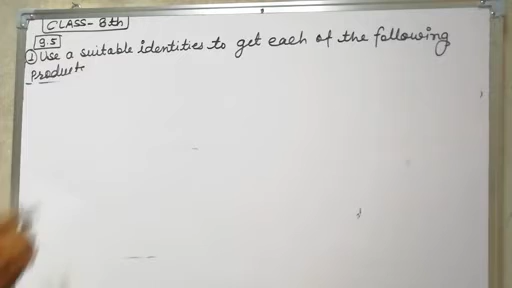 CLASS-8th
9.5
① Use a suitable identities to get each of the following
products